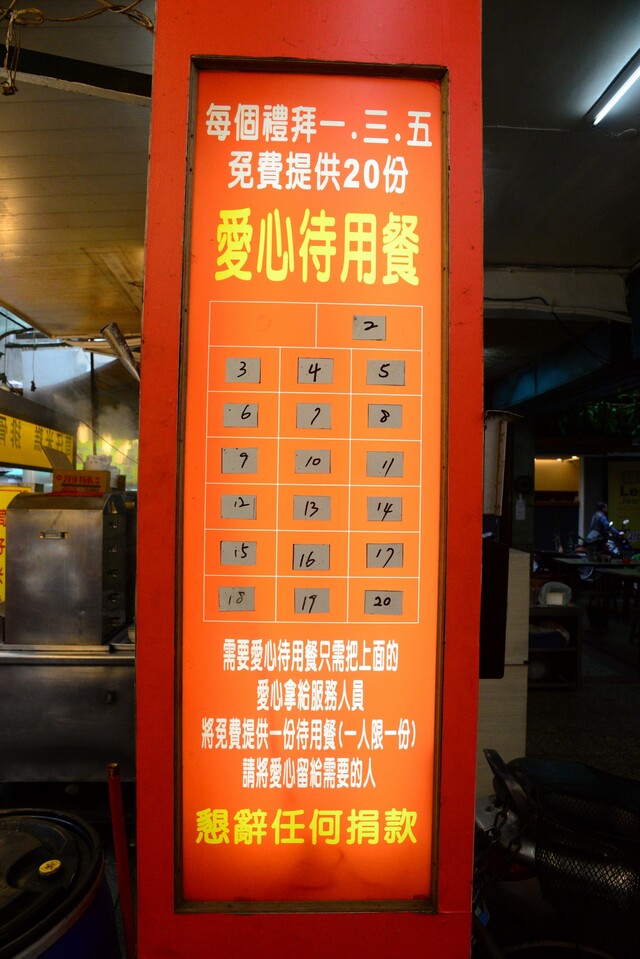 每個禮拜一.三.五
免費提供20份
愛心待用餐
2
3 4 5
6 7 8
9 10 11
12 13 14
15 16 17
18 19 20
需要愛心待用餐只需把上面的
愛心拿給服務人員
將免費提供一份待用餐(一人限一份)
請將愛心留給需要的人
懇辭任何捐款